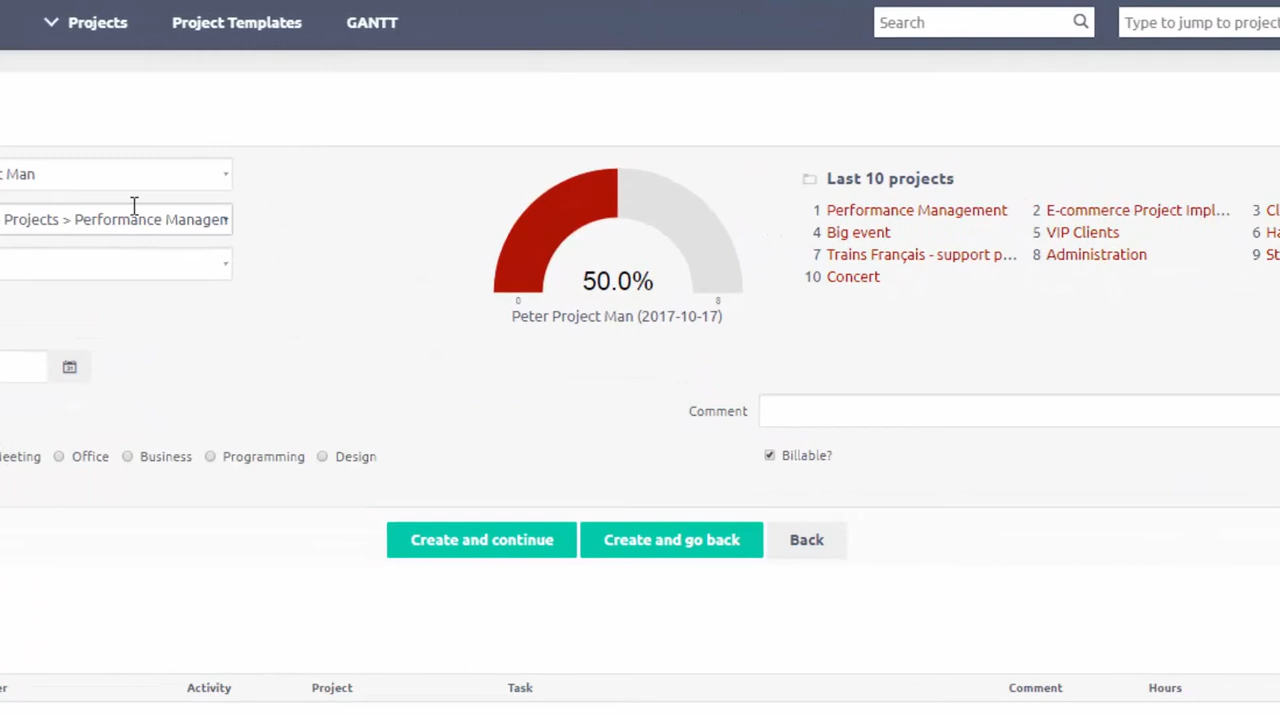 Projects Project Templates GANTT Search Type to jump to project
t Man
Projects > Performance Managem
Last 10 projects
1 Performance Management 2 E-commerce Project Impl... 3 Cl
4 Big event 5 VIP Clients 6 Ha
7 Trains Français - support p... 8 Administration 9 St
10 Concert
50.0%
0 8
Peter Project Man (2017-10-17)
Comment
Office Business Programming Design
Billable?
Create and continue Create and go back Back
Activity Project Task Comment Hours